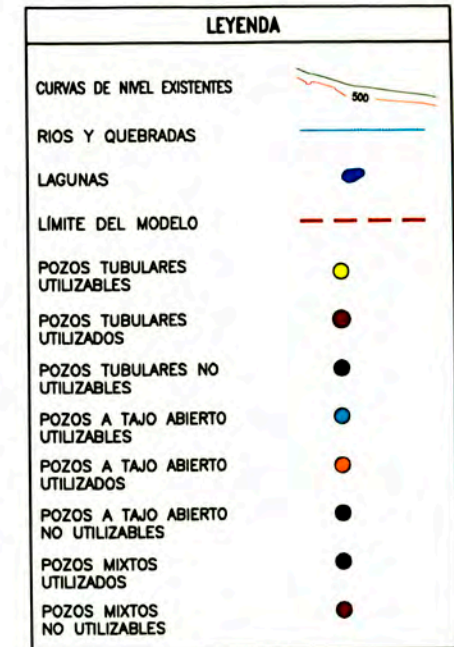 LEYENDA
CURVAS DE NIVEL EXISTENTES
500
RIOS Y QUEBRADAS
LAGUNAS
LÍMITE DEL MODELO
POZOS TUBULARES
UTILIZABLES
POZOS TUBULARES
UTILIZADOS
POZOS TUBULARES NO
UTILIZABLES
POZOS A TAJO ABIERTO
UTILIZABLES
POZOS A TAJO ABIERTO
UTILIZADOS
POZOS A TAJO ABIERTO
NO UTILIZABLES
POZOS MIXTOS
UTILIZADOS
POZOS MIXTOS
NO UTILIZABLES